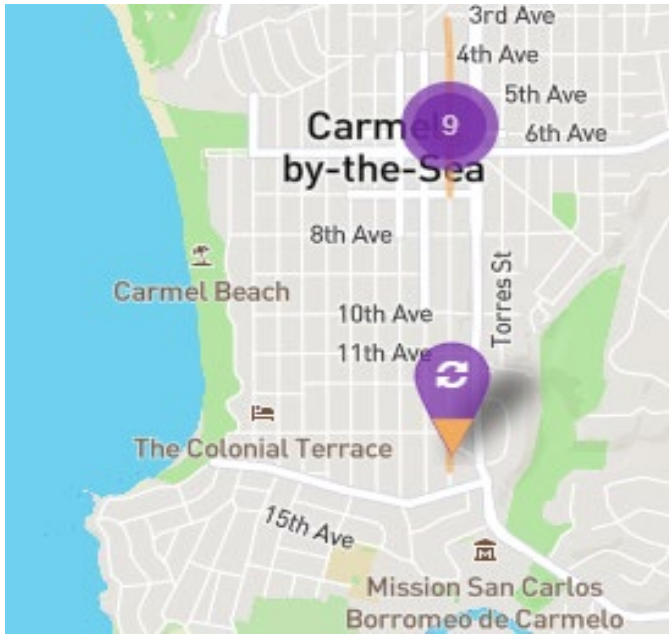 3rd Ave
4th Ave
5th Ave
9
6th Ave
Carmel
by-the-Sea
8th Ave
Torres St
Carmel Beach
10th Ave
11th Ave
The Colonial Terrace
15th Ave
Mission San Carlos
Borromeo de Carmelo